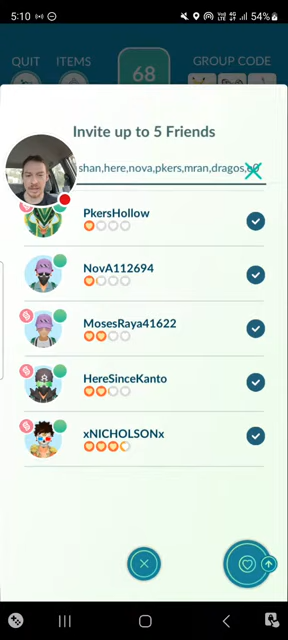 5:10
54%
QUIT
ITEMS
68
GROUP CODE
Invite up to 5 Friends
shan,here,nova,pkers,mran,dragos,
PkersHollow
NovA112694
MosesRaya41622
HereSinceKanto
xNICHOLSONx